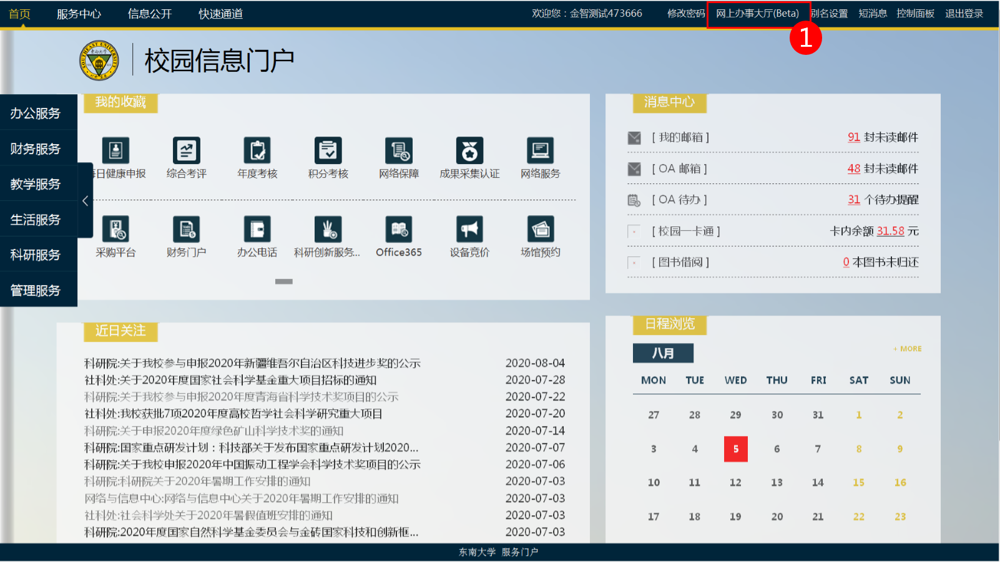 首页 服务中心 信息公开 快速通道 欢迎您：金智测试473666 修改密码 网上办事大厅(Beta) 别名设置 短消息 控制面板 退出登录
1
SOUTHEAST UNIVERSITY
校园信息门户
办公服务
财务服务
教学服务
生活服务
科研服务
管理服务
我的收藏
日健康申报 综合考评 年度考核 积分考核 网络保障 成果采集认证 网络服务
采购平台 财务门户 办公电话 科研创新服务... Office365 设备竞价 场馆预约
消息中心
[ 我的邮箱 ] 91 封未读邮件
[ OA 邮箱 ] 48 封未读邮件
[ OA 待办 ] 31 个待办提醒
[ 校园一卡通 ] 卡内余额 31.58 元
[ 图书借阅 ] 0 本图书未归还
近日关注
科研院:关于我校参与申报2020年新疆维吾尔自治区科技进步奖的公示 2020-08-04
社科处:关于2020年度国家社会科学基金重大项目招标的通知 2020-07-28
科研院:关于我校参与申报2020年度青海省科学技术奖项目的公示 2020-07-22
社科处:我校获批7项2020年度高校哲学社会科学研究重大项目 2020-07-20
科研院:关于申报2020年度绿色矿山科学技术奖的通知 2020-07-14
科研院:国家重点研发计划：科技部关于发布国家重点研发计划2020... 2020-07-07
科研院:关于我校申报2020年中国振动工程学会科学技术奖项目的公示 2020-07-06
科研院:科研院关于2020年暑期工作安排的通知 2020-07-03
网络与信息中心:网络与信息中心关于2020年暑期工作安排的通知 2020-07-03
社科处:社会科学处关于2020年暑假值班安排的通知 2020-07-03
科研院:2020年度国家自然科学基金委员会与金砖国家科技和创新框... 2020-07-03
日程浏览
八月 + MORE
MON TUE WED THU FRI SAT SUN
27 28 29 30 31 1 2
3 4 5 6 7 8 9
10 11 12 13 14 15 16
17 18 19 20 21 22 23
东南大学 服务门户